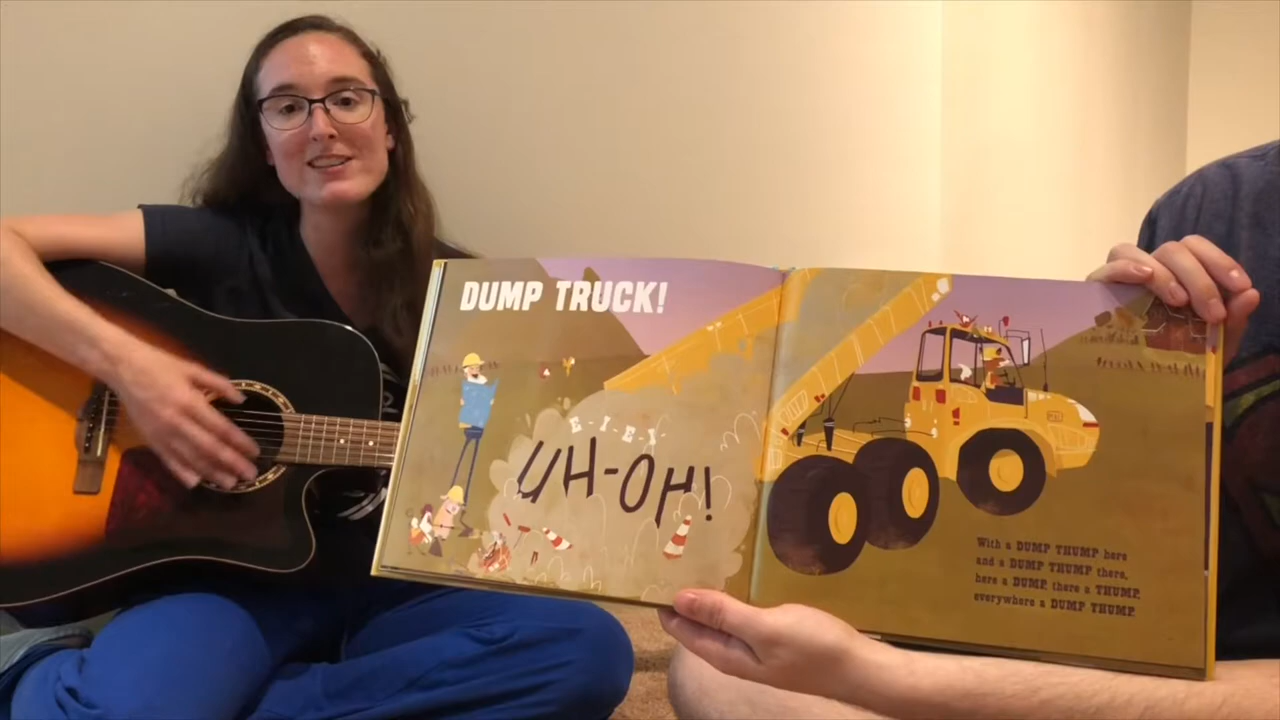 DUMP TRUCK!
E-I-E-I-
UH-OH!
With a DUMP THUMP here
and a DUMP THUMP there,
here a DUMP, there a THUMP,
everywhere a DUMP THUMP.